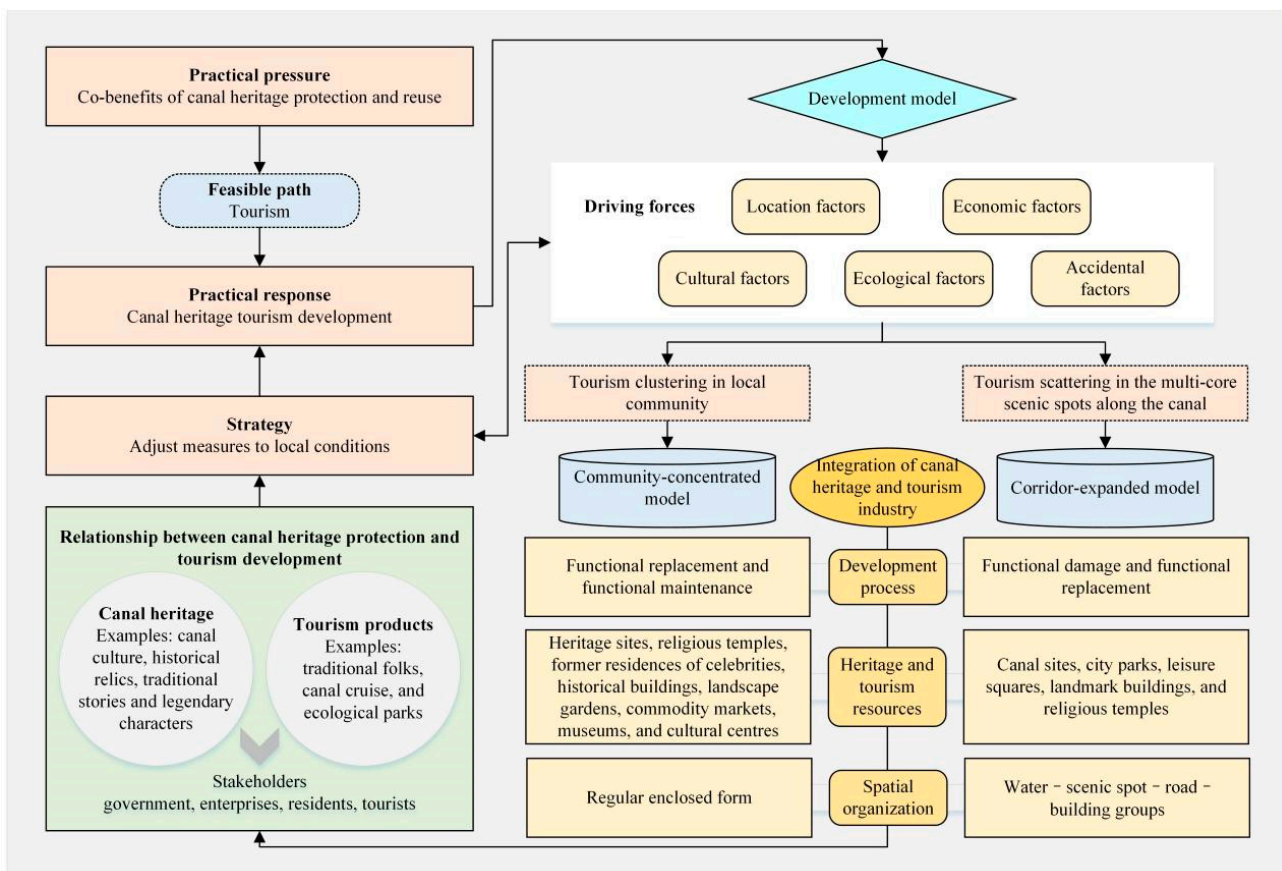 Practical pressure
Co-benefits of canal heritage protection and reuse
Feasible path
Tourism
Practical response
Canal heritage tourism development
Strategy
Adjust measures to local conditions
Relationship between canal heritage protection and
tourism development
Canal heritage
Examples: canal
culture, historical
relics, traditional
stories and legendary
characters
Tourism products
Examples:
traditional folks,
canal cruise, and
ecological parks
Stakeholders
government, enterprises, residents, tourists
Development model
Driving forces
Location factors
Economic factors
Cultural factors
Ecological factors
Accidental
factors
Tourism clustering in local
community
Tourism scattering in the multi-core
scenic spots along the canal
Community-concentrated
model
Integration of canal
heritage and tourism
industry
Corridor-expanded model
Functional replacement and
functional maintenance
Development
process
Functional damage and functional
replacement
Heritage sites, religious temples,
former residences of celebrities,
historical buildings, landscape
gardens, commodity markets,
museums, and cultural centres
Heritage and
tourism
resources
Canal sites, city parks, leisure
squares, landmark buildings, and
religious temples
Regular enclosed form
Spatial
organization
Water – scenic spot – road –
building groups